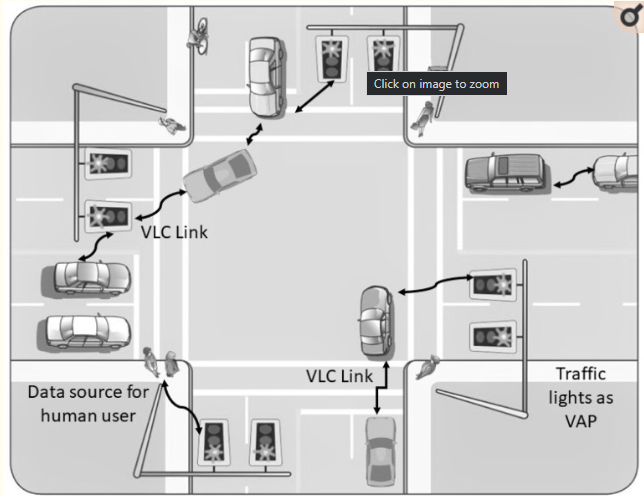 Click on image to zoom
VLC Link
VLC Link
Data source for
human user
Traffic
lights as
VAP